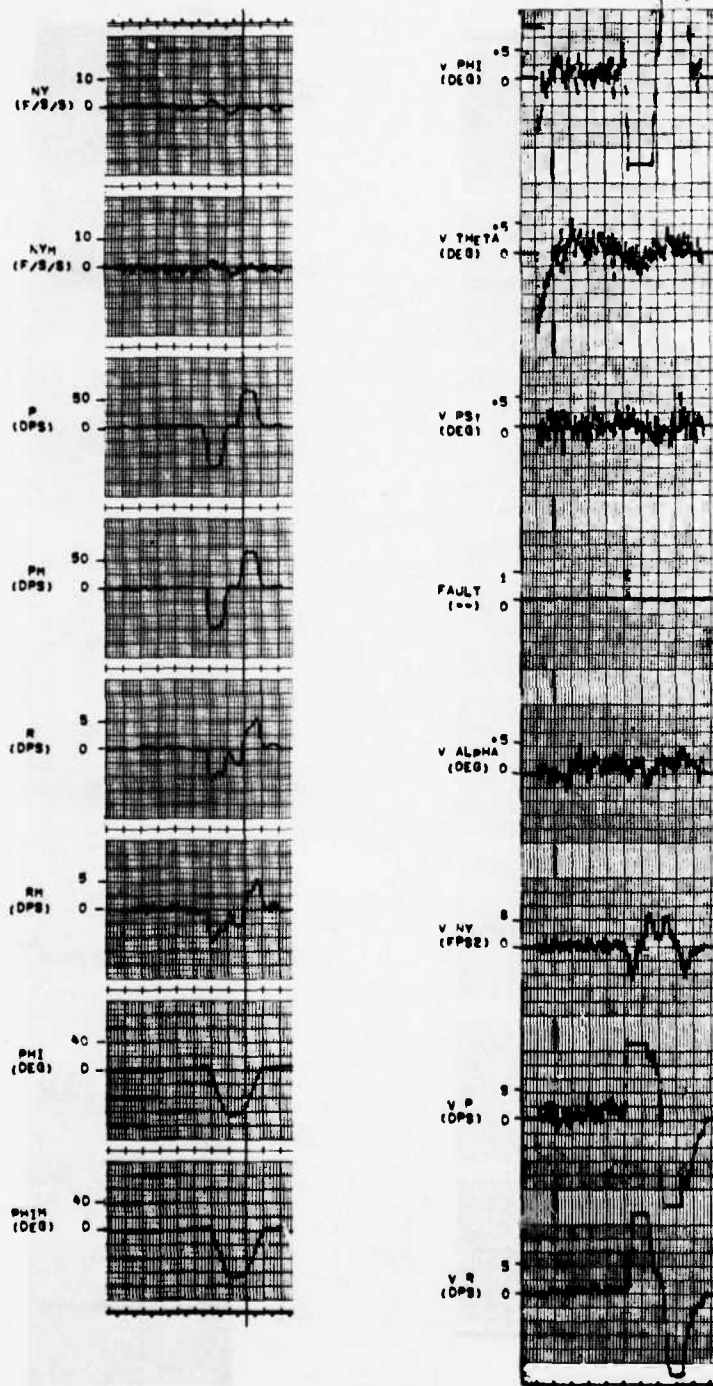 NY
(F/S/S)
10
0
NYM
(F/S/S)
10
0
P
(DPS)
50
0
PM
(DPS)
50
0
R
(DPS)
5
0
RM
(DPS)
5
0
PHI
(DEG)
40
0
PHIM
(DEG)
40
0
V PHI
(DEG)
.5
0
V THETA
(DEG)
.5
0
V PSI
(DEG)
.5
0
FAULT
(--)
1
0
V ALPHA
(DEG)
.5
0
V NY
(FPS2)
5
0
V P
(DPS)
5
0
V R
(DPS)
5
0